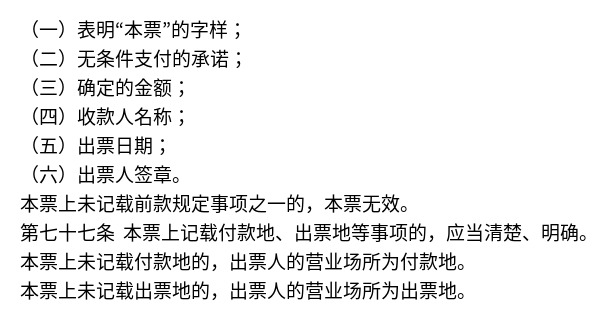 （一）表明“本票”的字样；
（二）无条件支付的承诺；
（三）确定的金额；
（四）收款人名称；
（五）出票日期；
（六）出票人签章。
本票上未记载前款规定事项之一的，本票无效。
第七十七条 本票上记载付款地、出票地等事项的，应当清楚、明确。
本票上未记载付款地的，出票人的营业场所为付款地。
本票上未记载出票地的，出票人的营业场所为出票地。